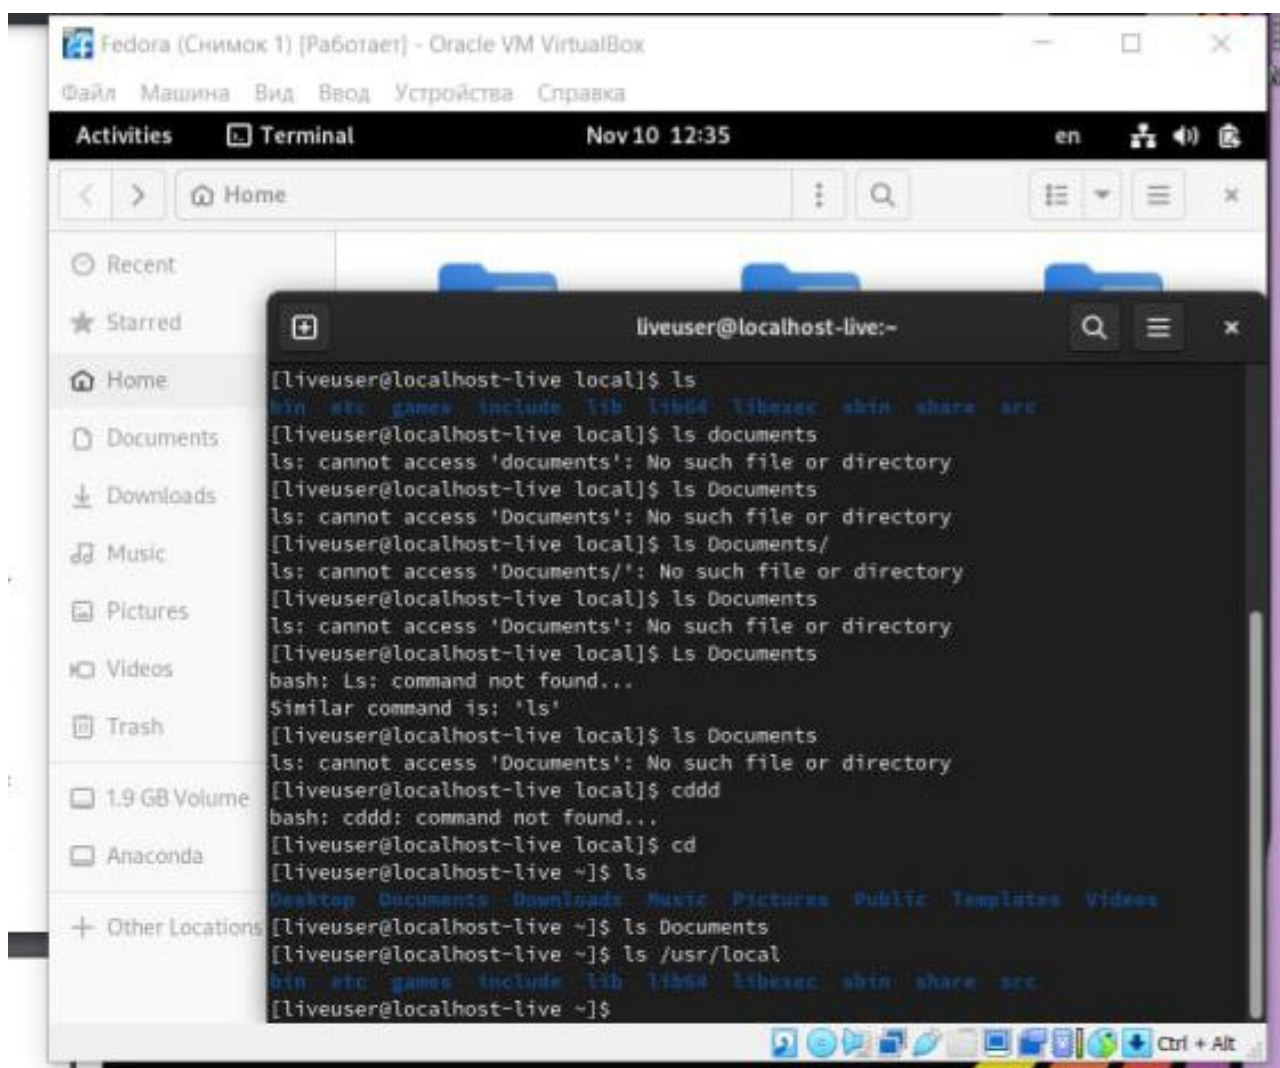 Fedora (Снимок 1) [Работает] - Oracle VM VirtualBox
Файл Машина Вид Ввод Устройства Справка
Activities Terminal Nov 10 12:35 en
Home
Recent
Starred
Home
Documents
Downloads
Music
Pictures
Videos
Trash
1.9 GB Volume
Anaconda
+ Other Locations
liveuser@localhost-live:~
[liveuser@localhost-live local]$ ls
bin etc games include lib lib64 libexec sbin share src
[liveuser@localhost-live local]$ ls documents
ls: cannot access 'documents': No such file or directory
[liveuser@localhost-live local]$ ls Documents
ls: cannot access 'Documents': No such file or directory
[liveuser@localhost-live local]$ ls Documents/
ls: cannot access 'Documents/': No such file or directory
[liveuser@localhost-live local]$ ls Documents
ls: cannot access 'Documents': No such file or directory
[liveuser@localhost-live local]$ Ls Documents
bash: Ls: command not found...
Similar command is: 'ls'
[liveuser@localhost-live local]$ ls Documents
ls: cannot access 'Documents': No such file or directory
[liveuser@localhost-live local]$ cddd
bash: cddd: command not found...
[liveuser@localhost-live local]$ cd
[liveuser@localhost-live ~]$ ls
Desktop Documents Downloads Music Pictures Public Templates Videos
[liveuser@localhost-live ~]$ ls Documents
[liveuser@localhost-live ~]$ ls /usr/local
bin etc games include lib lib64 libexec sbin share src
[liveuser@localhost-live ~]$
Ctrl + Alt